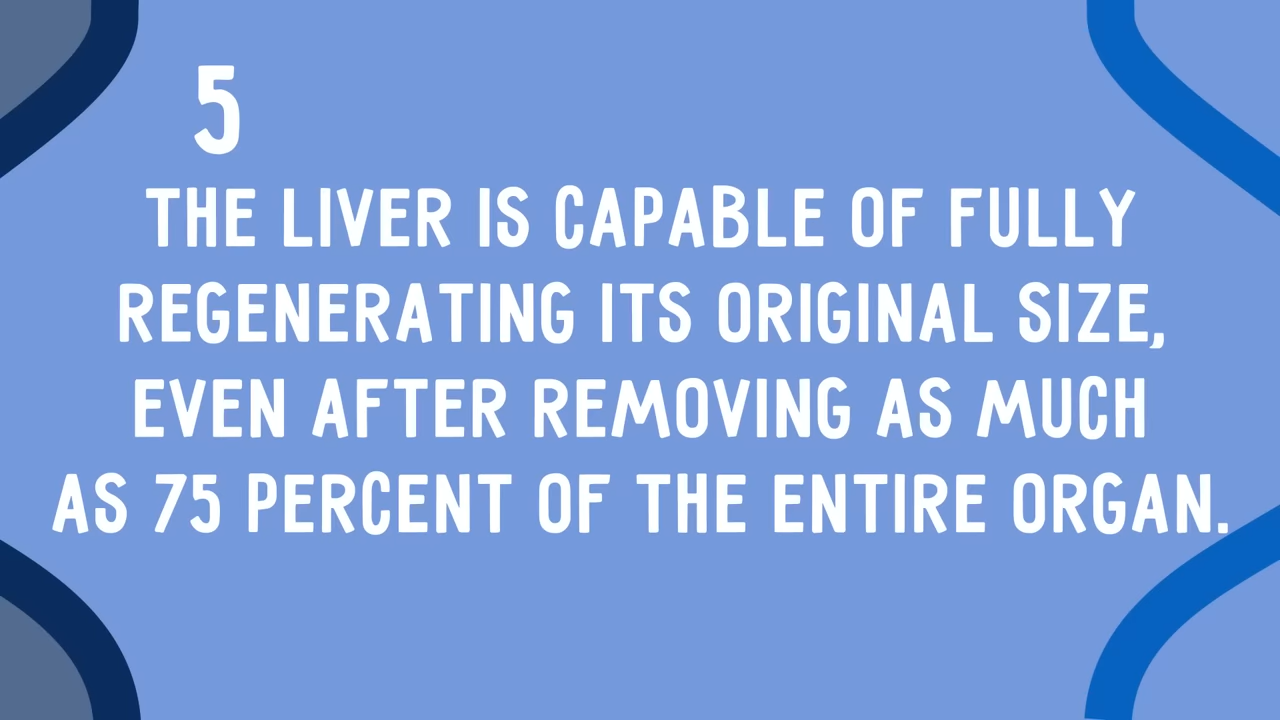 5
THE LIVER IS CAPABLE OF FULLY
REGENERATING ITS ORIGINAL SIZE,
EVEN AFTER REMOVING AS MUCH
AS 75 PERCENT OF THE ENTIRE ORGAN.